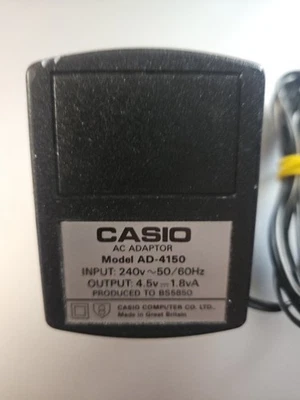 CASIO
AC ADAPTOR
Model AD-4150
INPUT: 240v ~ 50/60Hz
OUTPUT: 4.5v ⎓ 1.8vA
PRODUCED TO BS5850
CASIO COMPUTER CO. LTD.,
Made in Great Britain